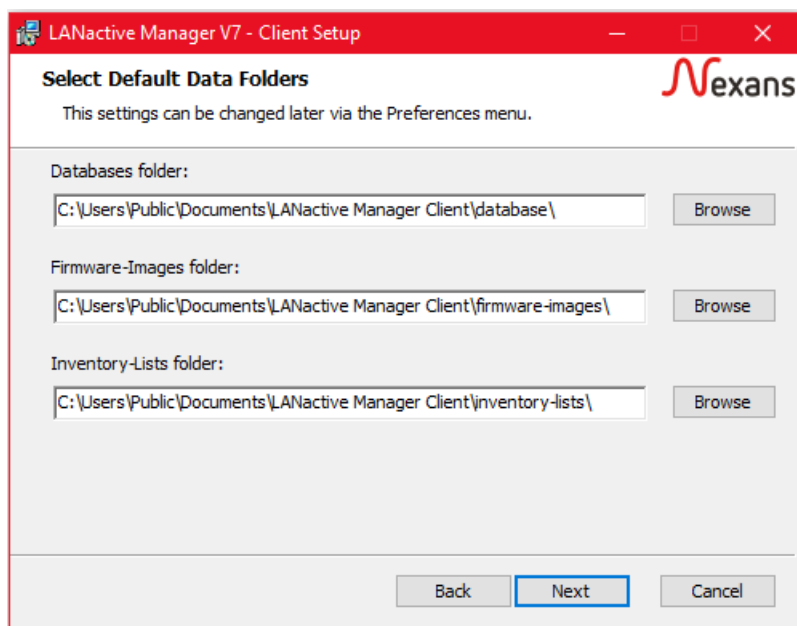 LANactive Manager V7 - Client Setup
Select Default Data Folders
Nexans
This settings can be changed later via the Preferences menu.
Databases folder:
C:\Users\Public\Documents\LANactive Manager Client\database\
Browse
Firmware-Images folder:
C:\Users\Public\Documents\LANactive Manager Client\firmware-images\
Browse
Inventory-Lists folder:
C:\Users\Public\Documents\LANactive Manager Client\inventory-lists\
Browse
Back
Next
Cancel